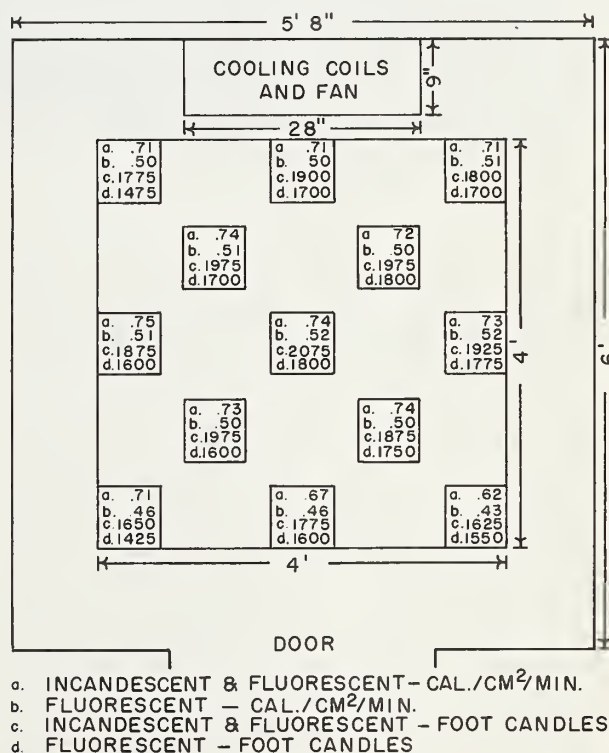 5' 8"
COOLING COILS
AND FAN
9"
28"
a. .71
b. .50
c.1775
d.1475
a. .71
b. 50
c.1900
d.1700
a. .71
b. .51
c.1800
d.1700
a. .74
b. .51
c.1975
d.1700
a 72
b. .50
c.1975
d.1800
a. .75
b. .51
c.1875
d.1600
a. .74
b. .52
c.2075
d.1800
a. 73
b. .52
c.1925
d.1775
4'
6'
a. .73
b. .50
c.1975
d.1600
a. .74
b. .50
c.1875
d.1750
a. .71
b. .46
c.1650
d.1425
a. .67
b. .46
c.1775
d.1600
a. .62
b. .43
c.1625
d.1550
4'
DOOR
a. INCANDESCENT & FLUORESCENT – CAL./CM²/MIN.
b. FLUORESCENT – CAL./CM²/MIN.
c. INCANDESCENT & FLUORESCENT – FOOT CANDLES
d. FLUORESCENT – FOOT CANDLES